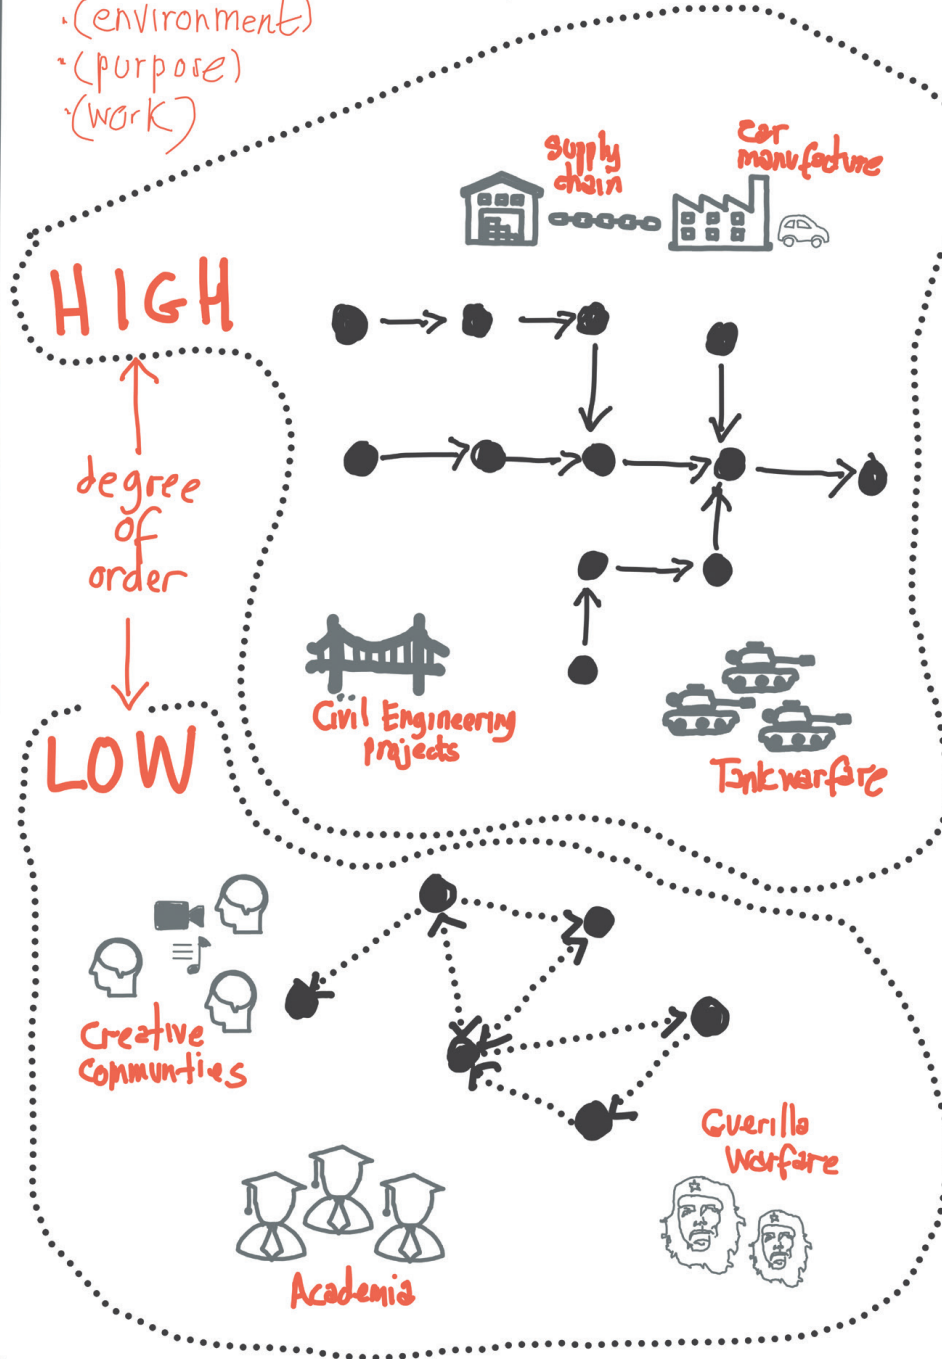 ·(environment)
·(purpose)
·(work)
supply
chain
car
manufacture
HIGH
degree
of
order
Civil Engineering
projects
Tank warfare
LOW
Creative
Communties
Guerilla
Warfare
Academia